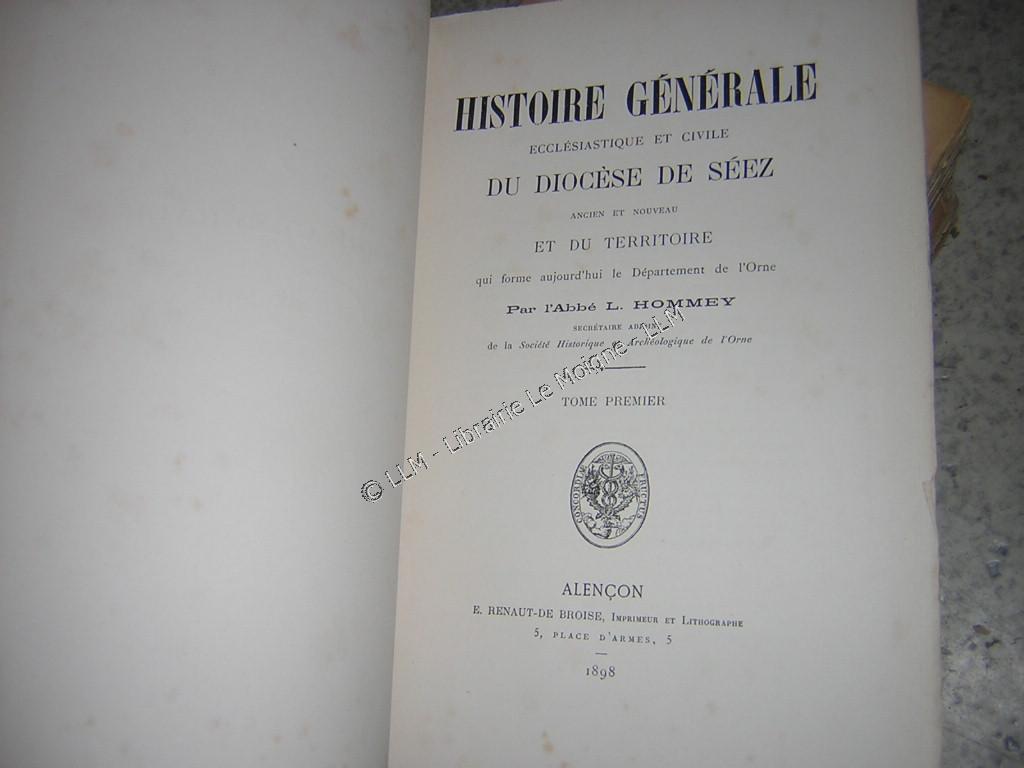 HISTOIRE GÉNÉRALE
ECCLÉSIASTIQUE ET CIVILE
DU DIOCÈSE DE SÉEZ
ANCIEN ET NOUVEAU
ET DU TERRITOIRE
qui forme aujourd'hui le Département de l'Orne
Par l'Abbé L. HOMMEY
SECRÉTAIRE
de la Société Historique et Archéologique de l'Orne
TOME PREMIER
CONCORDIÆ FRUCTUS
ALENÇON
E. RENAUT-DE BROISE, IMPRIMEUR ET LITHOGRAPHE
5, PLACE D'ARMES, 5
1898
© LLM - Librairie Le Moigne - LLM